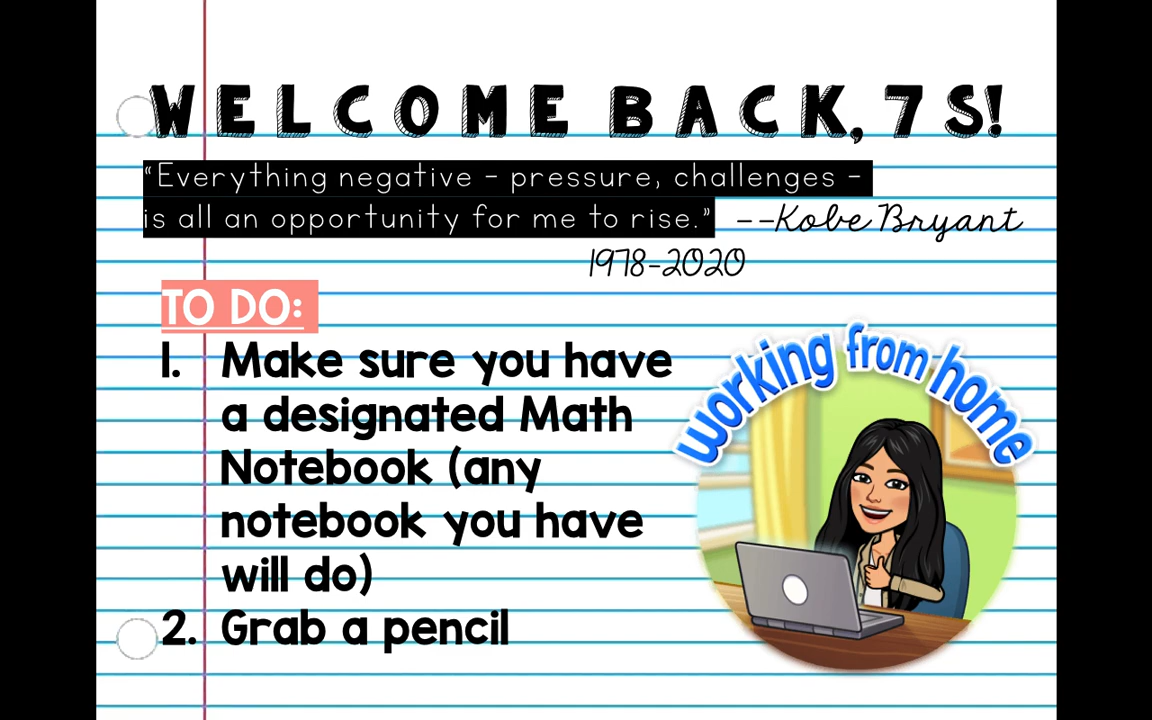 WELCOME BACK, 7S!
“Everything negative - pressure, challenges -
is all an opportunity for me to rise.” --Kobe Bryant
1978-2020
TO DO:
1. Make sure you have
a designated Math
Notebook (any
notebook you have
will do)
2. Grab a pencil
working from home